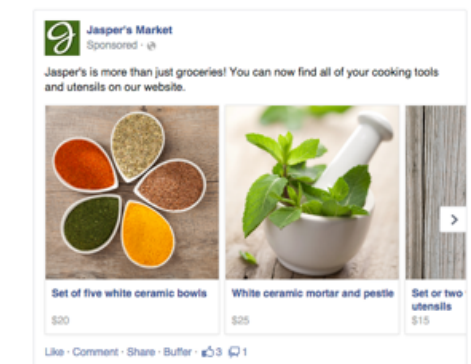 Jasper's Market
Sponsored ·
Jasper's is more than just groceries! You can now find all of your cooking tools
and utensils on our website.
Set of five white ceramic bowls
$20
White ceramic mortar and pestle
$25
Set or two
utensils
$15
Like · Comment · Share · Buffer · 3 1